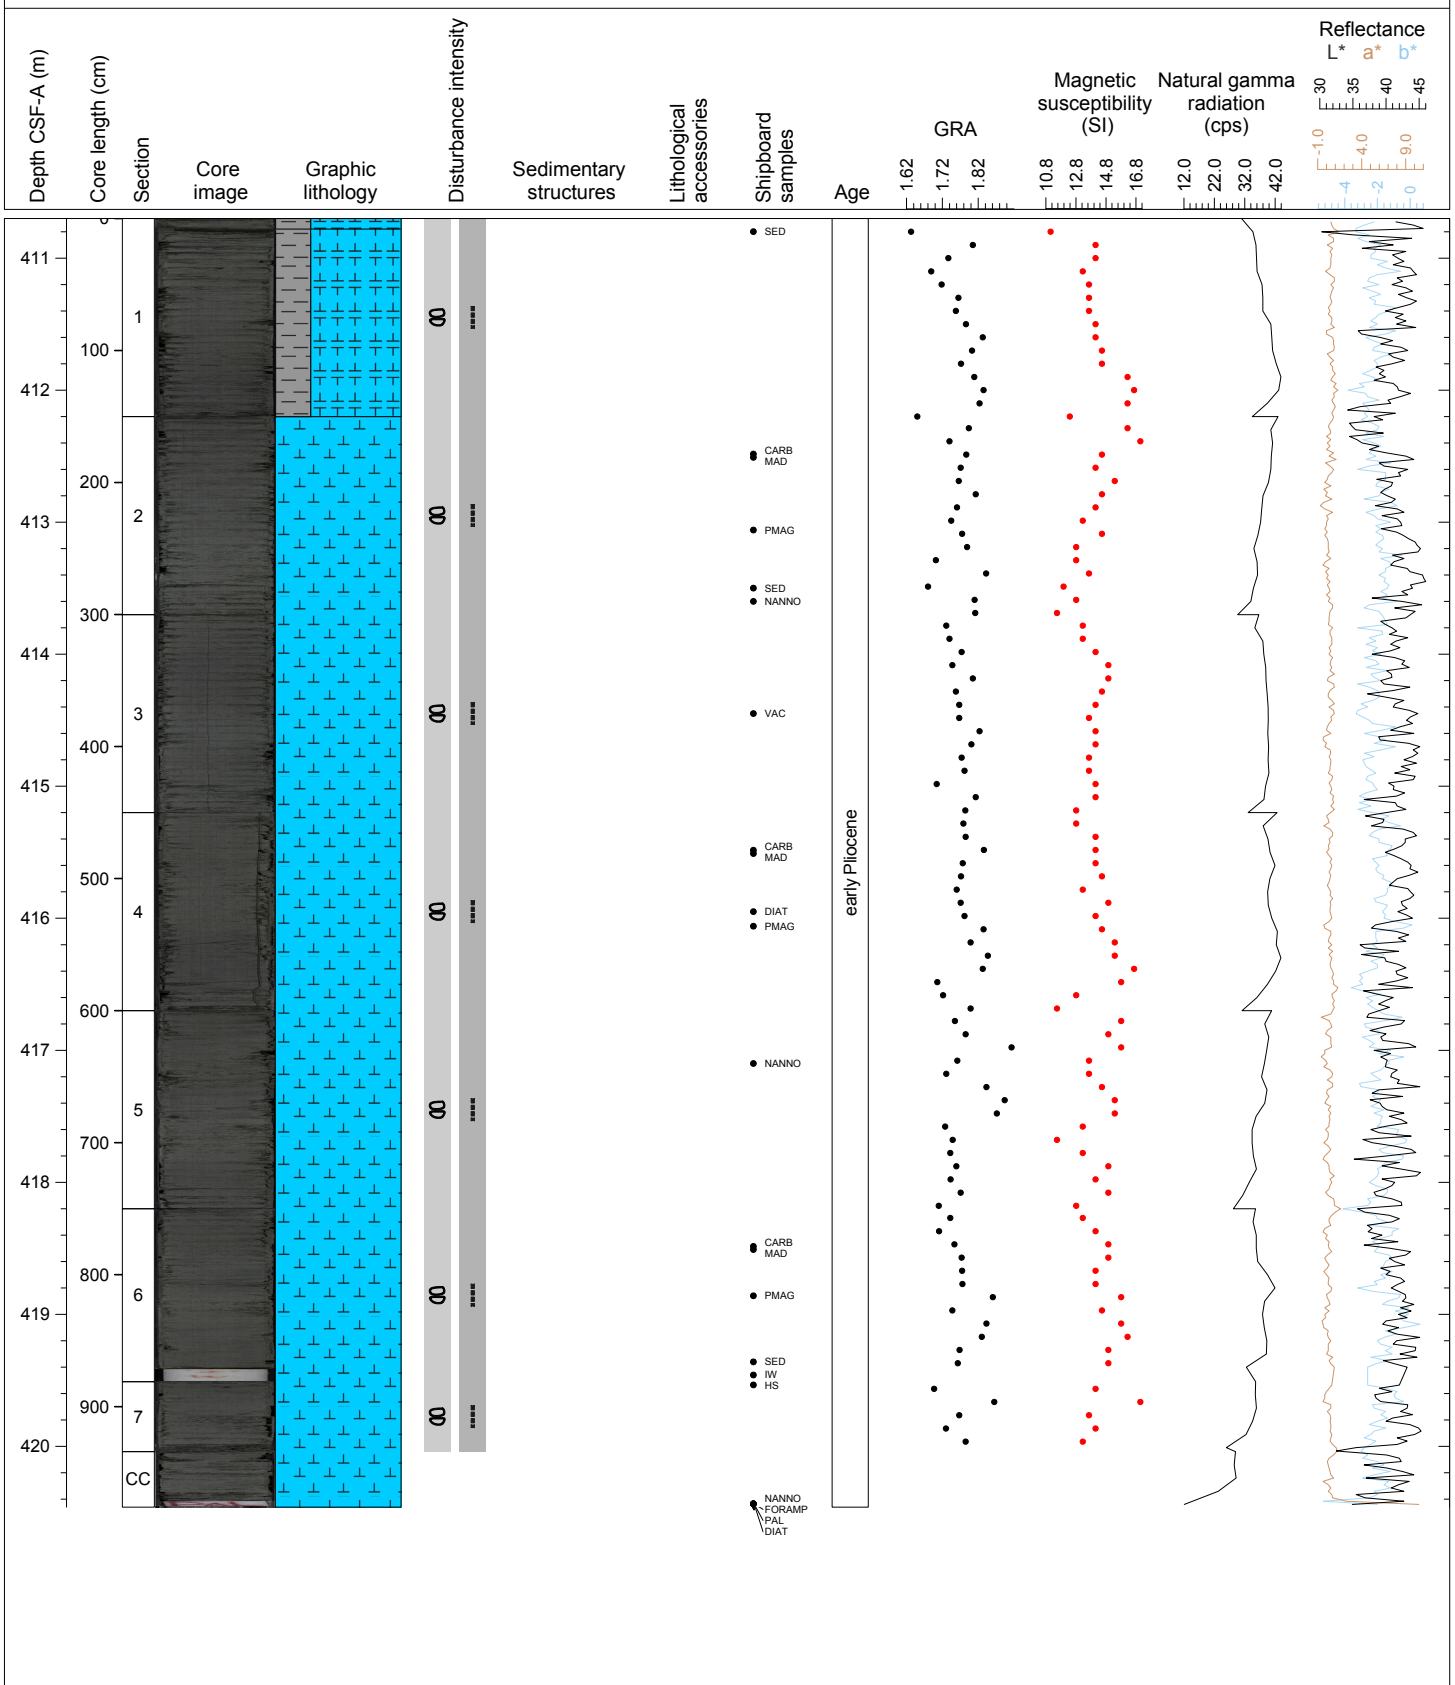 Depth CSF-A (m)
Core length (cm)
Section
Core
image
Graphic
lithology
Disturbance intensity
Sedimentary
structures
Lithological
accessories
Shipboard
samples
Age
GRA
1.62
1.72
1.82
Magnetic
susceptibility
(SI)
10.8
12.8
14.8
16.8
Natural gamma
radiation
(cps)
12.0
22.0
32.0
42.0
Reflectance
L* a* b*
30
35
40
45
-1.0
4.0
9.0
-4
-2
0
0
411
1
100
412
200
2
413
300
414
3
400
415
500
4
416
600
417
5
700
418
800
6
419
900
7
420
CC
SED
CARB
MAD
PMAG
SED
NANNO
VAC
CARB
MAD
DIAT
PMAG
NANNO
CARB
MAD
PMAG
SED
IW
HS
NANNO
FORAMP
PAL
DIAT
early Pliocene